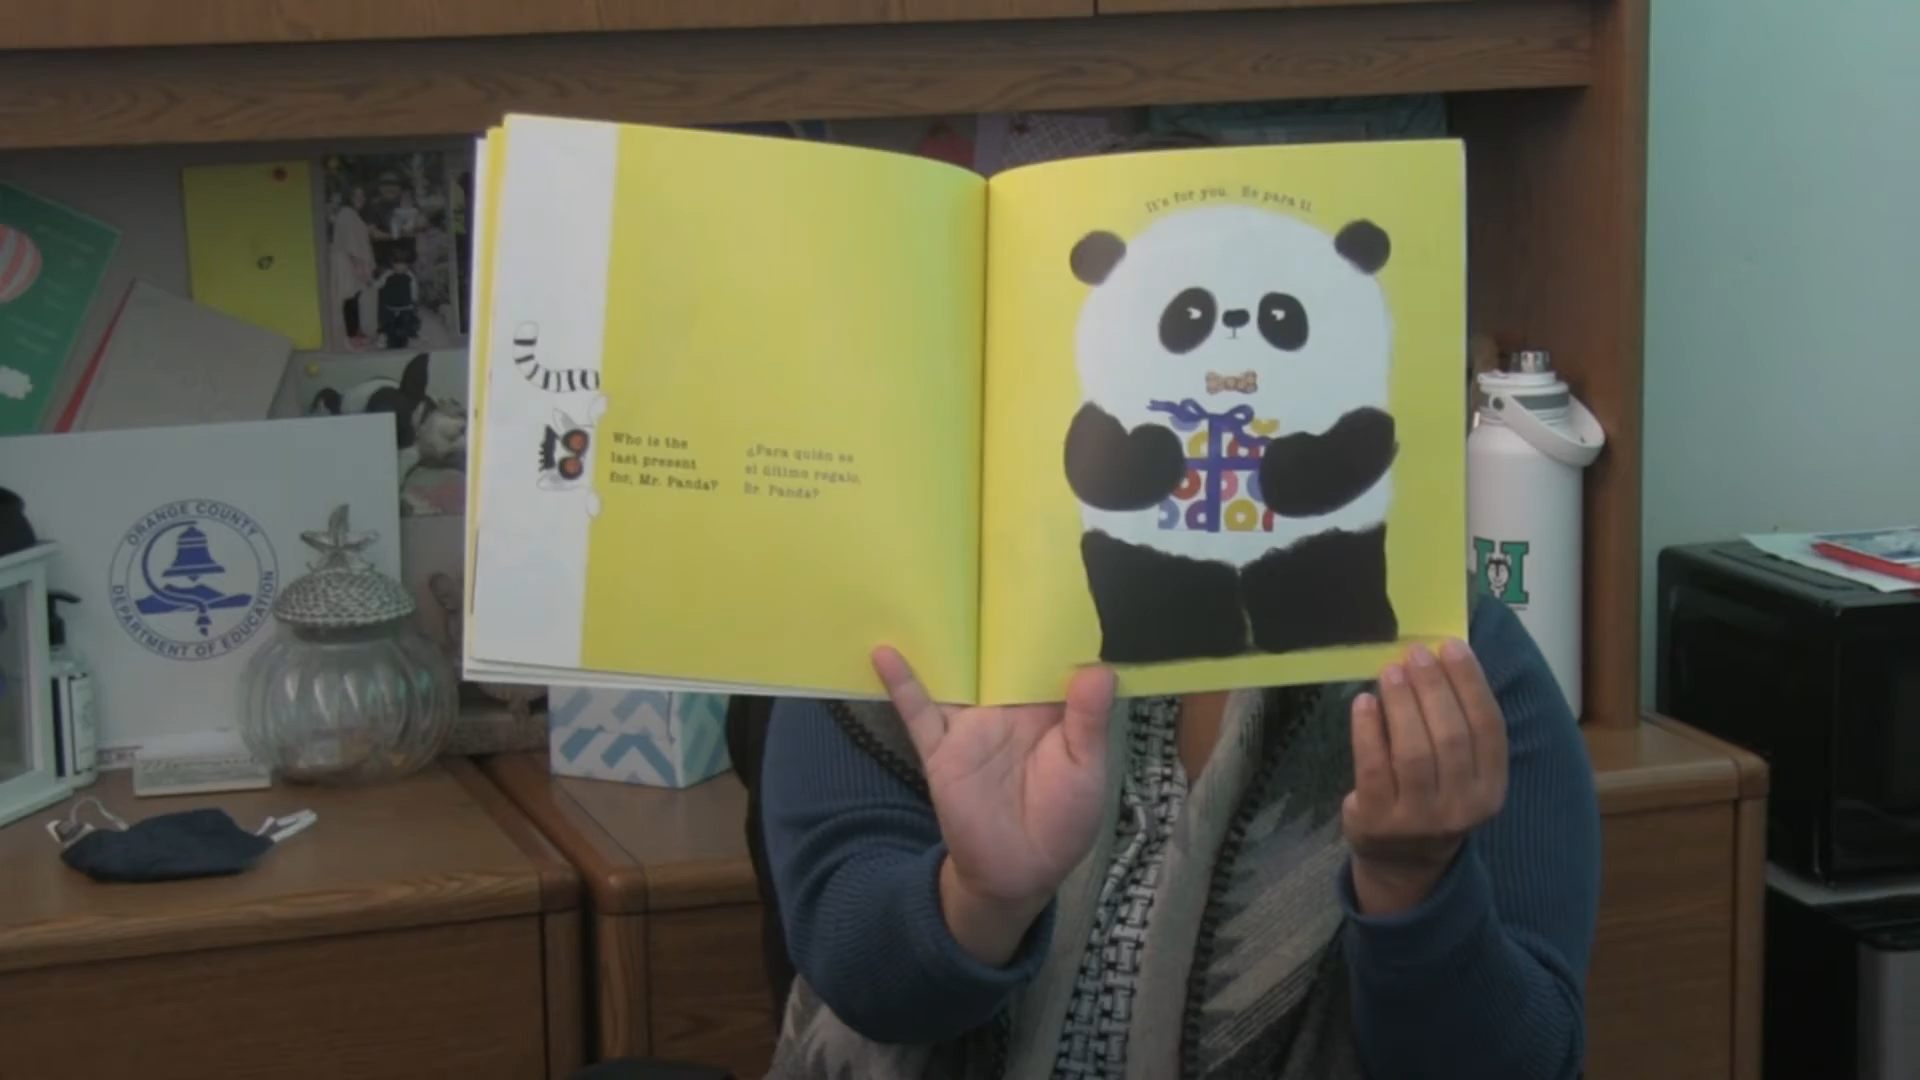 It's for you. Es para ti.
Who is the
last present
for, Mr. Panda?
¿Para quién es
el último regalo,
Sr. Panda?
ORANGE COUNTY
DEPARTMENT OF EDUCATION
H